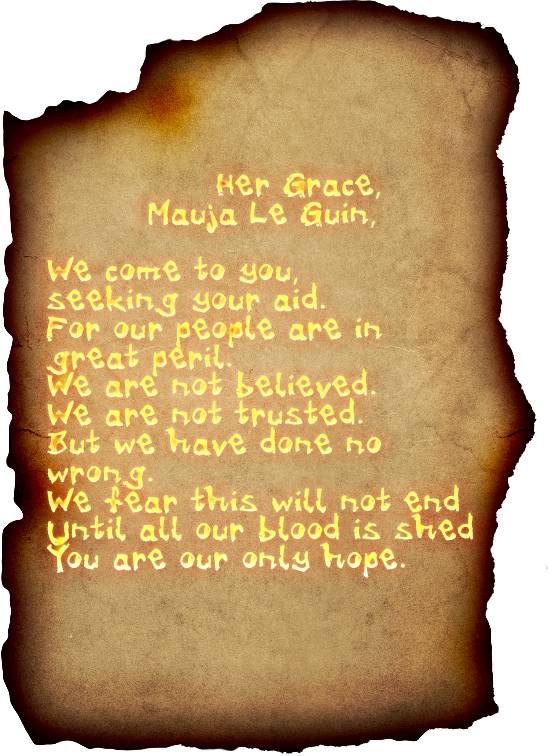 Her Grace,
Mauja Le Guin,
We come to you,
seeking your aid.
For our people are in
great peril.
We are not believed.
We are not trusted.
But we have done no
wrong.
We fear this will not end
Until all our blood is shed
You are our only hope.